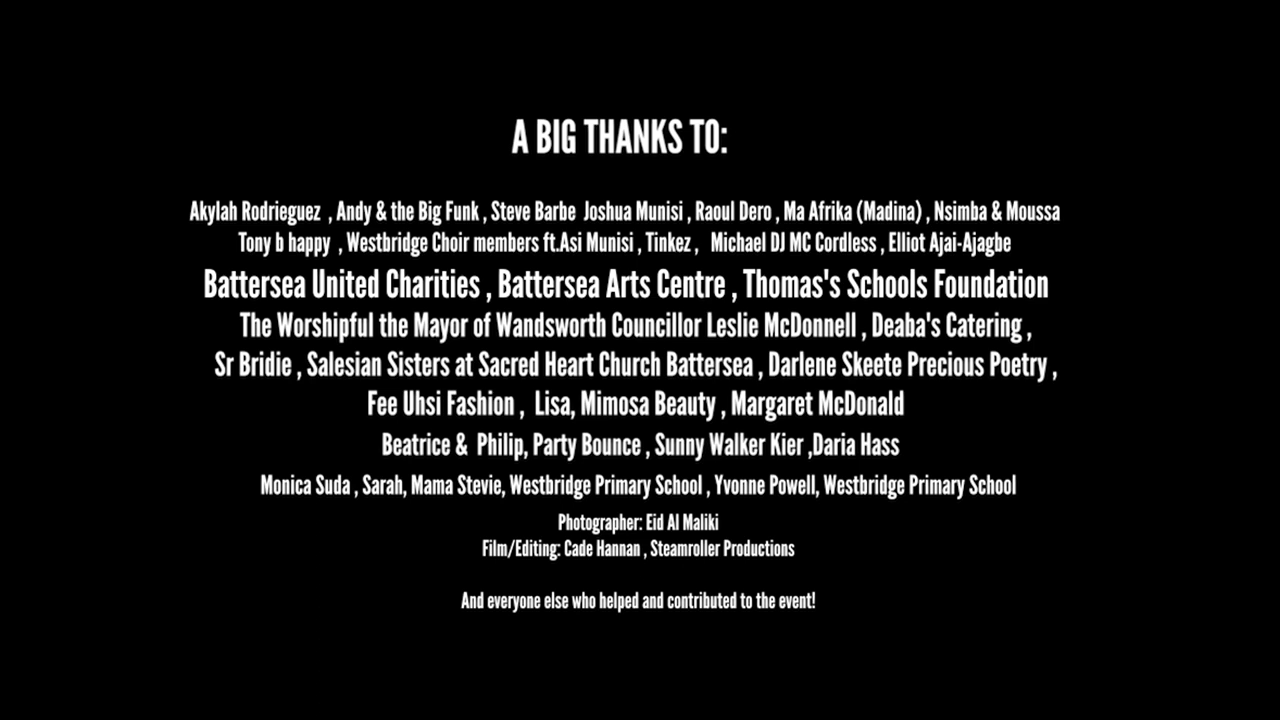 A BIG THANKS TO:
Akylah Rodrieguez , Andy & the Big Funk , Steve Barbe Joshua Munisi , Raoul Dero , Ma Afrika (Madina) , Nsimba & Moussa
Tony b happy , Westbridge Choir members ft.Asi Munisi , Tinkez , Michael DJ MC Cordless , Elliot Ajai-Ajagbe
Battersea United Charities , Battersea Arts Centre , Thomas's Schools Foundation
The Worshipful the Mayor of Wandsworth Councillor Leslie McDonnell , Deaba's Catering ,
Sr Bridie , Salesian Sisters at Sacred Heart Church Battersea , Darlene Skeete Precious Poetry ,
Fee Uhsi Fashion , Lisa, Mimosa Beauty , Margaret McDonald
Beatrice & Philip, Party Bounce , Sunny Walker Kier ,Daria Hass
Monica Suda , Sarah, Mama Stevie, Westbridge Primary School , Yvonne Powell, Westbridge Primary School
Photographer: Eid Al Maliki
Film/Editing: Cade Hannan , Steamroller Productions
And everyone else who helped and contributed to the event!